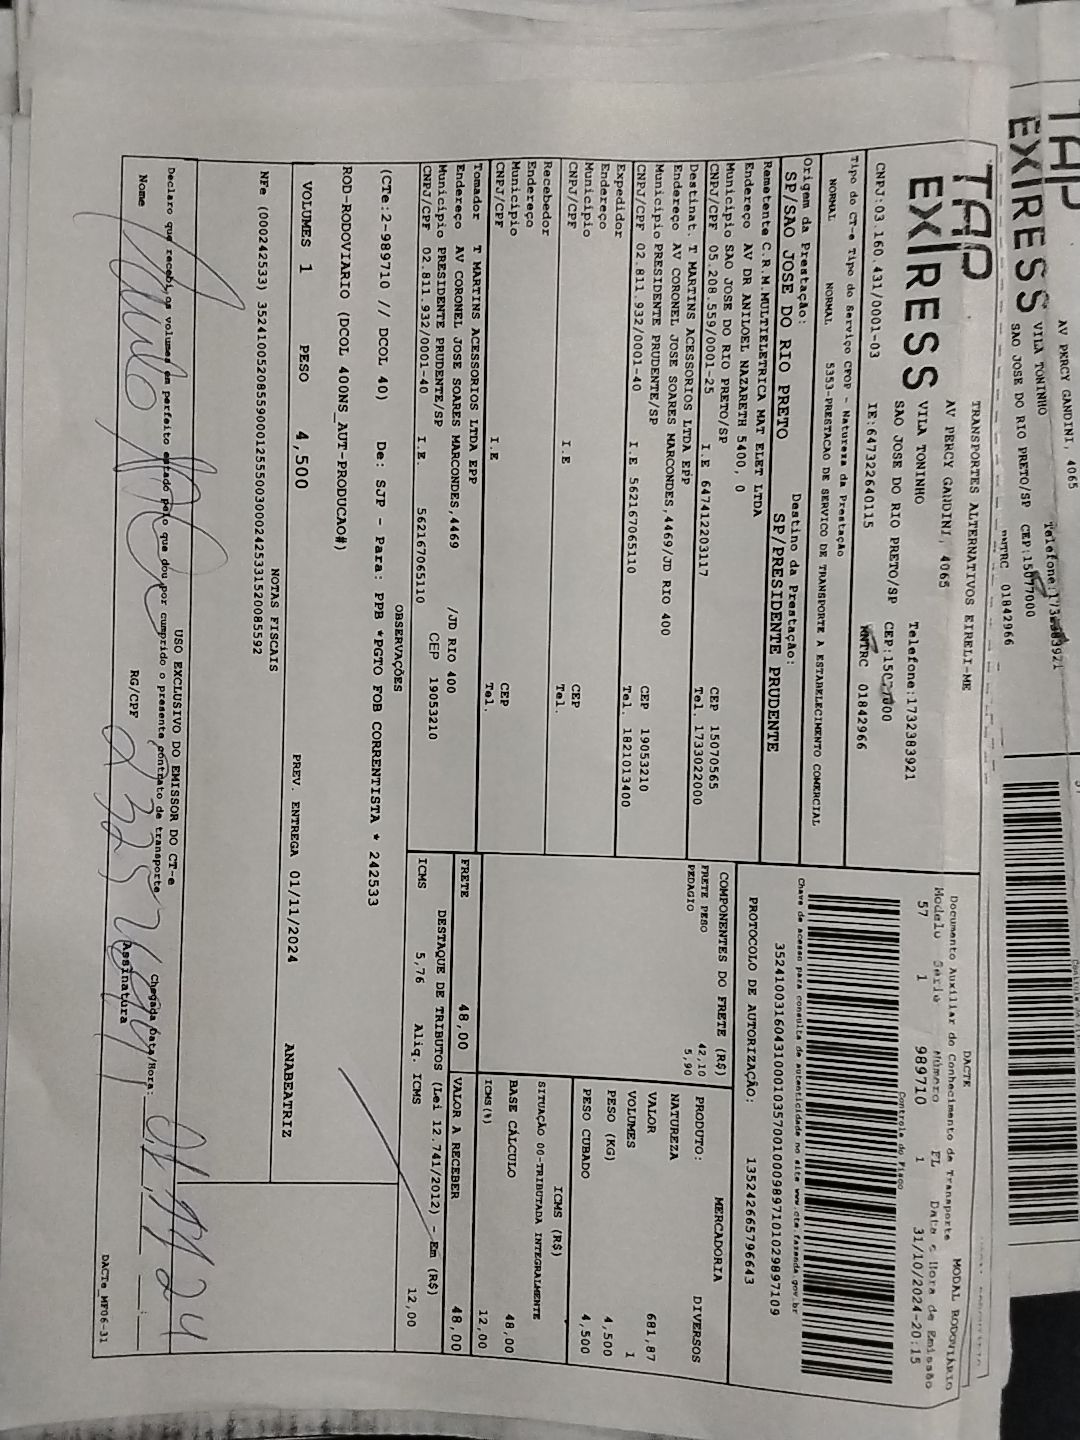 TAP
EXPRESS
AV PERCY GANDINI, 4065
VILA TONINHO
SAO JOSE DO RIO PRETO/SP CEP:15077000
RNTRC 01842966
TAP
EXPRESS
CNPJ:03.160.431/0001-03
TRANSPORTES ALTERNATIVOS EIRELI-ME
AV PERCY GANDINI, 4065
VILA TONINHO
SAO JOSE DO RIO PRETO/SP
IE:647322640115
Telefone:1732383921
RNTRC 01842966
Tipo do CT-e Tipo do Serviço CFOP - Natureza da Prestação
NORMAL NORMAL 5353-PRESTACAO DE SERVICO DE TRANSPORTE A ESTABELECIMENTO COMERCIAL
Origem da Prestação: Destino da Prestação:
SP/SAO JOSE DO RIO PRETO SP/PRESIDENTE PRUDENTE
Remetente C.R.M.MULTIELETRICA MAT ELET LTDA
Endereço AV DR ANILOEL NAZARETH 5400, 0
Município SAO JOSE DO RIO PRETO/SP CEP 15070565
CNPJ/CPF 05.208.559/0001-25 I.E 647412203117 Tel. 1733022000
Destinat. T MARTINS ACESSORIOS LTDA EPP
Endereço AV CORONEL JOSE SOARES MARCONDES,4469/JD RIO 400
Município PRESIDENTE PRUDENTE/SP CEP 19053210
CNPJ/CPF 02.811.932/0001-40 I.E 562167065110 Tel. 1821013400
Expedidor
Endereço
Município CEP
CNPJ/CPF I.E Tel.
Recebedor
Endereço
Município CEP
CNPJ/CPF I.E Tel.
Tomador T MARTINS ACESSORIOS LTDA EPP
Endereço AV CORONEL JOSE SOARES MARCONDES,4469 /JD RIO 400
Município PRESIDENTE PRUDENTE/SP CEP 19053210
CNPJ/CPF 02.811.932/0001-40 I.E. 562167065110
DACTE MODAL RODOVIÁRIO
Documento Auxiliar do Conhecimento de Transporte
Modelo Serie Número FL Data e Hora de Emissão
57 1 989710 1 31/10/2024-20:15
Controle do Fisco
Chave de acesso para consulta de autenticidade no site www.cte.fazenda.gov.br
35241003160431000103570010009897101029897109
PROTOCOLO DE AUTORIZAÇÃO: 135242665796643
COMPONENTES DO FRETE (R$)
FRETE PESO 42,10
PEDAGIO 5,90
MERCADORIA
PRODUTO: DIVERSOS
NATUREZA
VALOR 681,87
VOLUMES 1
PESO (KG) 4,500
PESO CUBADO 4,500
ICMS (R$)
SITUAÇÃO 00-TRIBUTADA INTEGRALMENTE
BASE CÁLCULO 48,00
ICMS(%) 12,00
FRETE 48,00 VALOR A RECEBER 48,00
DESTAQUE DE TRIBUTOS (Lei 12.741/2012) - Em (R$)
ICMS 5,76 Aliq. ICMS 12,00
OBSERVAÇÕES
(CTe:2-989710 // DCOL 40) De: SJP - Para: PPB *PGTO FOB CORRENTISTA * 242533
ROD-RODOVIARIO (DCOL 400NS_AUT-PRODUCAO#)
VOLUMES 1 PESO 4,500 PREV. ENTREGA 01/11/2024 ANABEATRIZ
NOTAS FISCAIS
NFe (000242533) 35241005208559000125550030002425331520085592
USO EXCLUSIVO DO EMISSOR DO CT-e
Declaro que recebi os volumes em perfeito estado pelo que dou por cumprido o presente contrato de transporte Chegada Data/Hora:
Nome RG/CPF Assinatura
DACTe_MF06-31